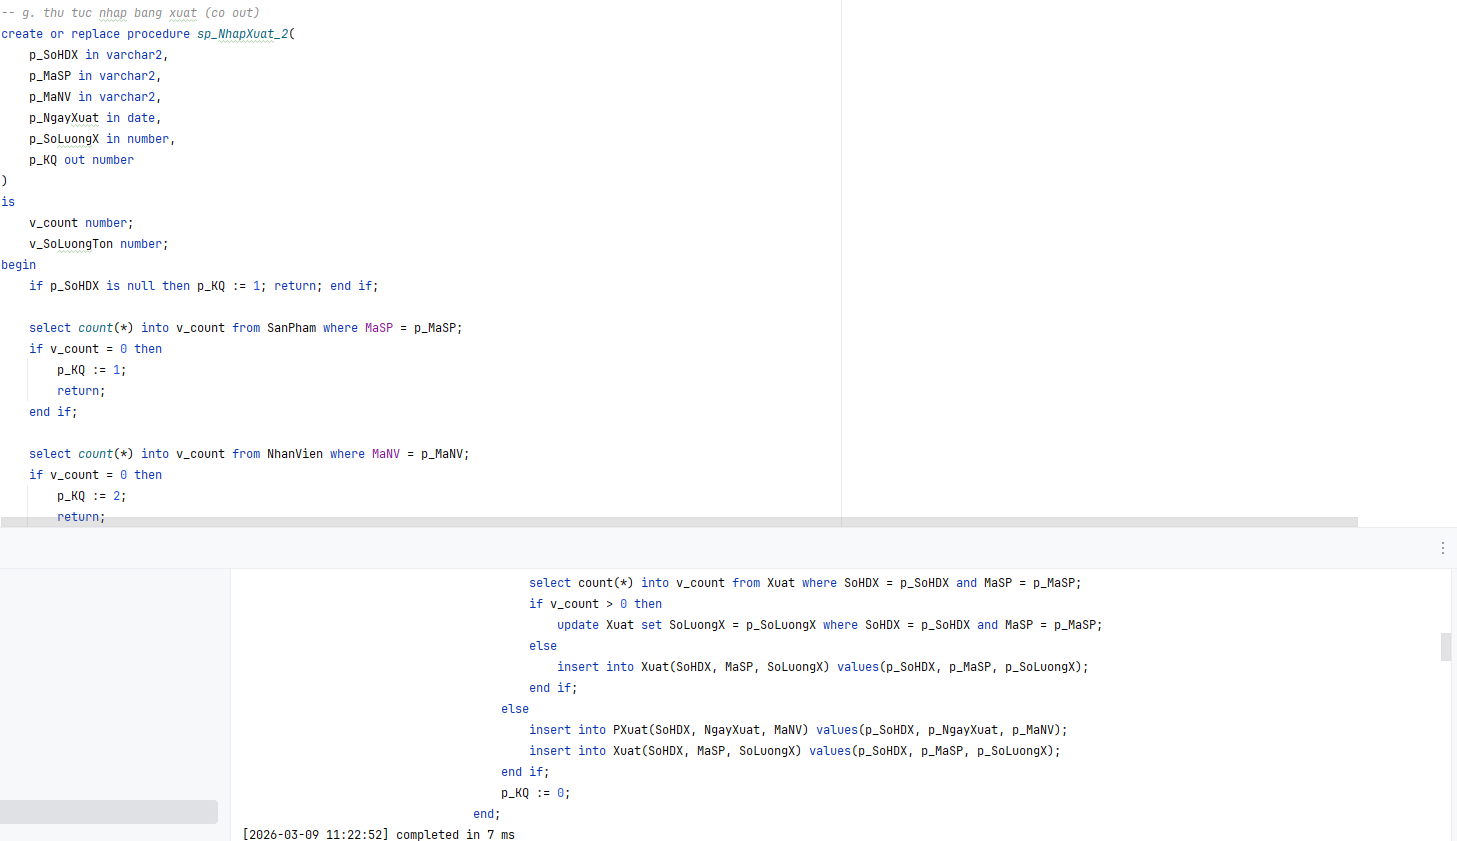 -- g. thu tuc nhap bang xuat (co out)
create or replace procedure sp_NhapXuat_2(
    p_SoHDX in varchar2,
    p_MaSP in varchar2,
    p_MaNV in varchar2,
    p_NgayXuat in date,
    p_SoLuongX in number,
    p_KQ out number
)
is
    v_count number;
    v_SoLuongTon number;
begin
    if p_SoHDX is null then p_KQ := 1; return; end if;
    select count(*) into v_count from SanPham where MaSP = p_MaSP;
    if v_count = 0 then
        p_KQ := 1;
        return;
    end if;
    select count(*) into v_count from NhanVien where MaNV = p_MaNV;
    if v_count = 0 then
        p_KQ := 2;
        return;
select count(*) into v_count from Xuat where SoHDX = p_SoHDX and MaSP = p_MaSP;
if v_count > 0 then
    update Xuat set SoLuongX = p_SoLuongX where SoHDX = p_SoHDX and MaSP = p_MaSP;
else
    insert into Xuat(SoHDX, MaSP, SoLuongX) values(p_SoHDX, p_MaSP, p_SoLuongX);
end if;
else
    insert into PXuat(SoHDX, NgayXuat, MaNV) values(p_SoHDX, p_NgayXuat, p_MaNV);
    insert into Xuat(SoHDX, MaSP, SoLuongX) values(p_SoHDX, p_MaSP, p_SoLuongX);
end if;
p_KQ := 0;
end;
[2026-03-09 11:22:52] completed in 7 ms